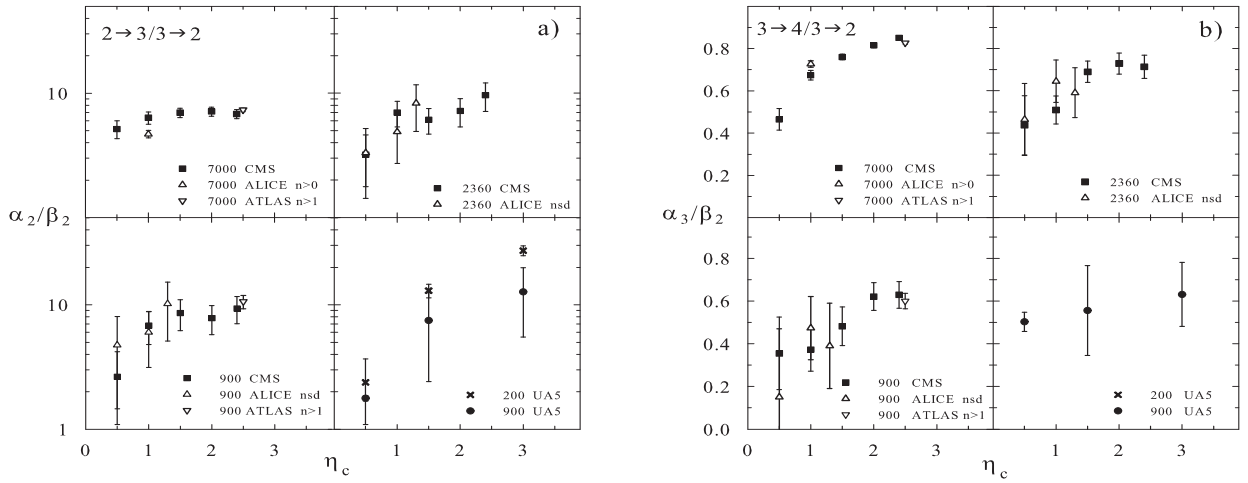 2→3/3→2
a)
10
7000 CMS
7000 ALICE n>0
7000 ATLAS n>1
2360 CMS
2360 ALICE nsd
α₂/β₂
10
900 CMS
900 ALICE nsd
900 ATLAS n>1
200 UA5
900 UA5
1
0 1 2 3 1 2 3
η_c
3→4/3→2
b)
0.8
0.6
0.4
0.2
0.0
7000 CMS
7000 ALICE n>0
7000 ATLAS n>1
2360 CMS
2360 ALICE nsd
α₃/β₂
0.8
0.6
0.4
0.2
0.0
900 CMS
900 ALICE nsd
900 ATLAS n>1
200 UA5
900 UA5
0 1 2 3 1 2 3
η_c